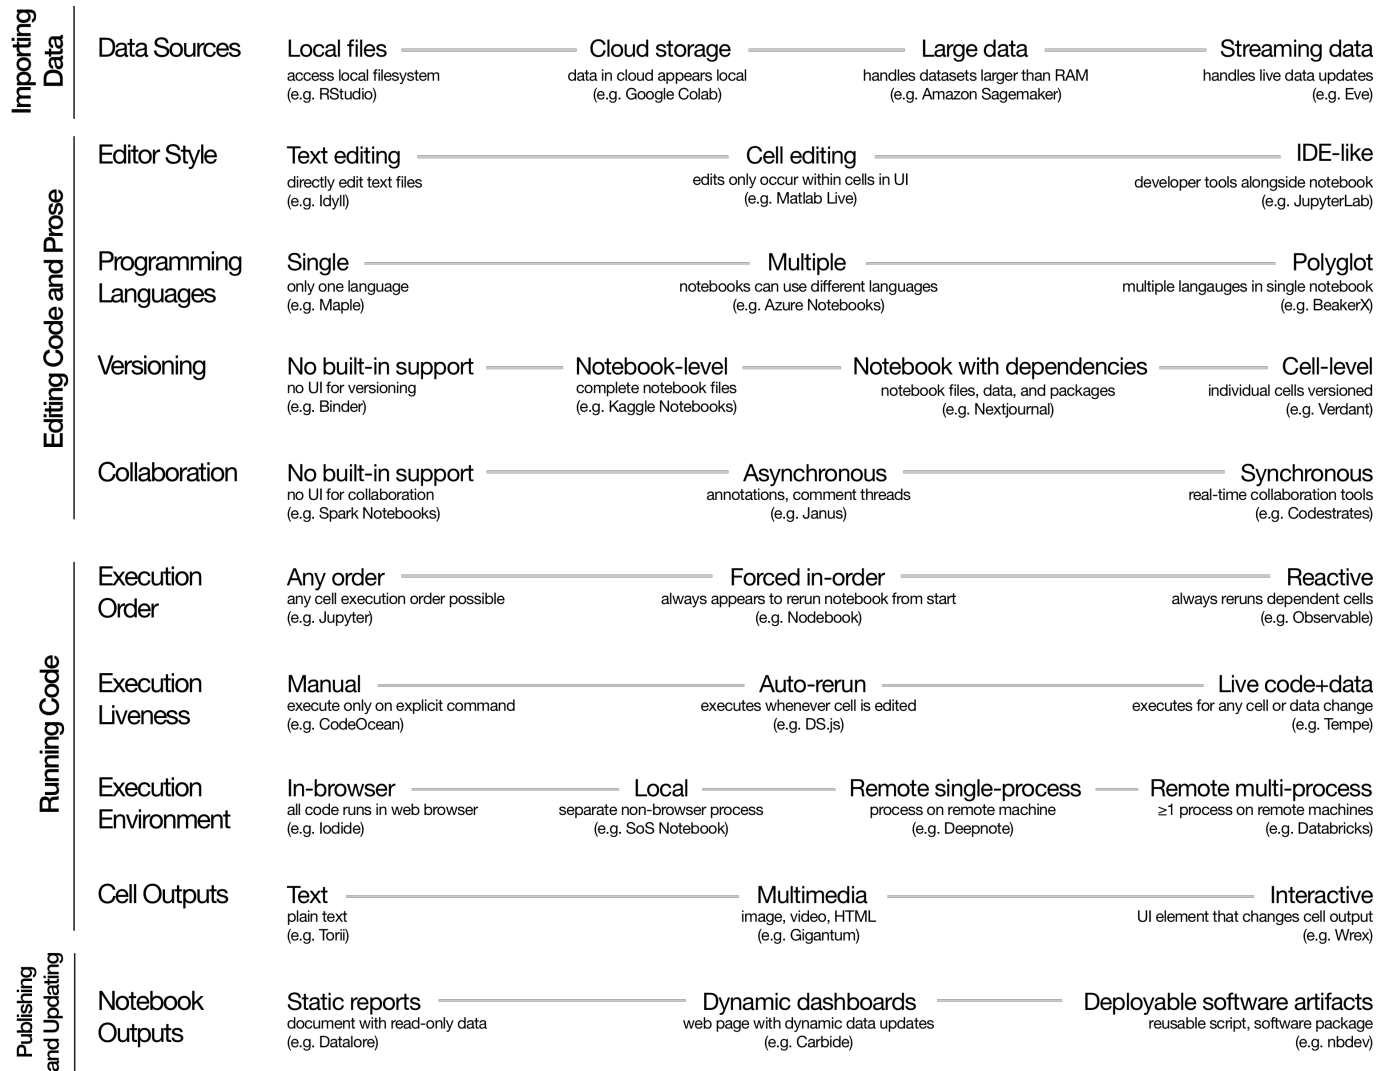 Importing
Data
Data Sources
Local files
access local filesystem
(e.g. RStudio)
Cloud storage
data in cloud appears local
(e.g. Google Colab)
Large data
handles datasets larger than RAM
(e.g. Amazon Sagemaker)
Streaming data
handles live data updates
(e.g. Eve)
Editing Code and Prose
Editor Style
Text editing
directly edit text files
(e.g. Idyll)
Cell editing
edits only occur within cells in UI
(e.g. Matlab Live)
IDE-like
developer tools alongside notebook
(e.g. JupyterLab)
Programming
Languages
Single
only one language
(e.g. Maple)
Multiple
notebooks can use different languages
(e.g. Azure Notebooks)
Polyglot
multiple langauges in single notebook
(e.g. BeakerX)
Versioning
No built-in support
no UI for versioning
(e.g. Binder)
Notebook-level
complete notebook files
(e.g. Kaggle Notebooks)
Notebook with dependencies
notebook files, data, and packages
(e.g. Nextjournal)
Cell-level
individual cells versioned
(e.g. Verdant)
Collaboration
No built-in support
no UI for collaboration
(e.g. Spark Notebooks)
Asynchronous
annotations, comment threads
(e.g. Janus)
Synchronous
real-time collaboration tools
(e.g. Codestrates)
Running Code
Execution
Order
Any order
any cell execution order possible
(e.g. Jupyter)
Forced in-order
always appears to rerun notebook from start
(e.g. Nodebook)
Reactive
always reruns dependent cells
(e.g. Observable)
Execution
Liveness
Manual
execute only on explicit command
(e.g. CodeOcean)
Auto-rerun
executes whenever cell is edited
(e.g. DS.js)
Live code+data
executes for any cell or data change
(e.g. Tempe)
Execution
Environment
In-browser
all code runs in web browser
(e.g. Iodide)
Local
separate non-browser process
(e.g. SoS Notebook)
Remote single-process
process on remote machine
(e.g. Deepnote)
Remote multi-process
≥1 process on remote machines
(e.g. Databricks)
Cell Outputs
Text
plain text
(e.g. Torii)
Multimedia
image, video, HTML
(e.g. Gigantum)
Interactive
UI element that changes cell output
(e.g. Wrex)
Publishing
and Updating
Notebook
Outputs
Static reports
document with read-only data
(e.g. Datalore)
Dynamic dashboards
web page with dynamic data updates
(e.g. Carbide)
Deployable software artifacts
reusable script, software package
(e.g. nbdev)